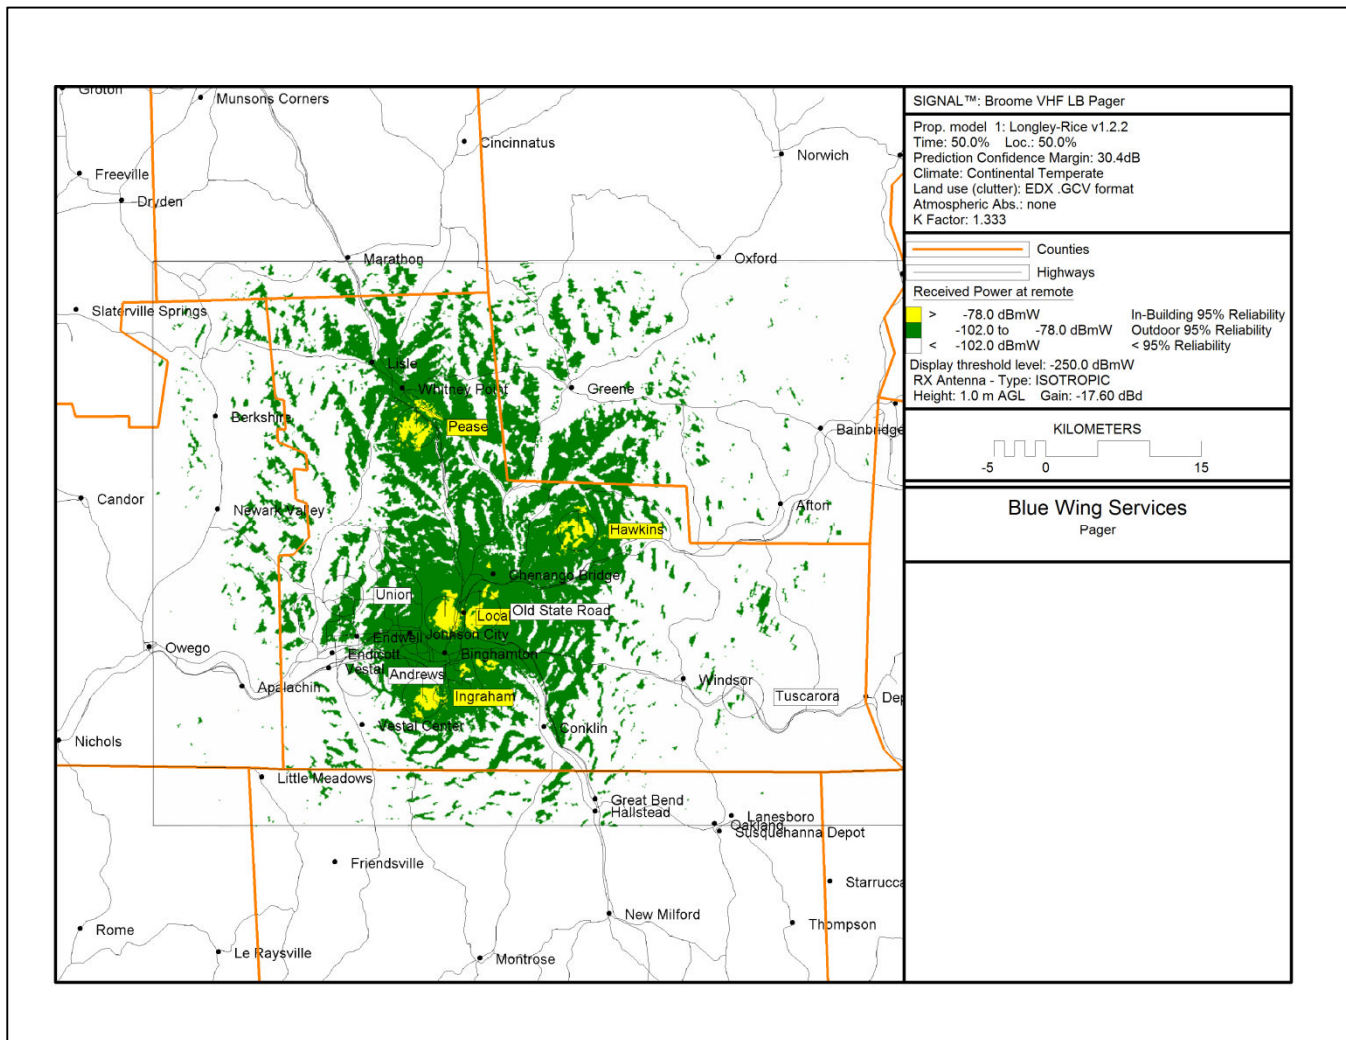 Groton
Munsons Corners
Cincinnatus
Norwich
Freeville
Dryden
Marathon
Oxford
Slaterville Springs
Lisle
Whitney Point
Greene
Berkshire
Pease
Bainbridge
Candor
Newark Valley
Afton
Hawkins
Chenango Bridge
Union
Local
Old State Road
Johnson City
Endwell
Owego
Endicott
Binghamton
Vestal
Andrews
Windsor
Apalachin
Ingraham
Tuscarora
Dep
Vestal Center
Conklin
Nichols
Little Meadows
Great Bend
Hallstead
Lanesboro
Oakland
Susquehanna Depot
Friendsville
Starrucca
New Milford
Thompson
Rome
Le Raysville
Montrose
SIGNAL™: Broome VHF LB Pager
Prop. model 1: Longley-Rice v1.2.2
Time: 50.0% Loc.: 50.0%
Prediction Confidence Margin: 30.4dB
Climate: Continental Temperate
Land use (clutter): EDX .GCV format
Atmospheric Abs.: none
K Factor: 1.333
Counties
Highways
Received Power at remote
> -78.0 dBmW In-Building 95% Reliability
-102.0 to -78.0 dBmW Outdoor 95% Reliability
< -102.0 dBmW < 95% Reliability
Display threshold level: -250.0 dBmW
RX Antenna - Type: ISOTROPIC
Height: 1.0 m AGL Gain: -17.60 dBd
KILOMETERS
-5 0 15
Blue Wing Services
Pager